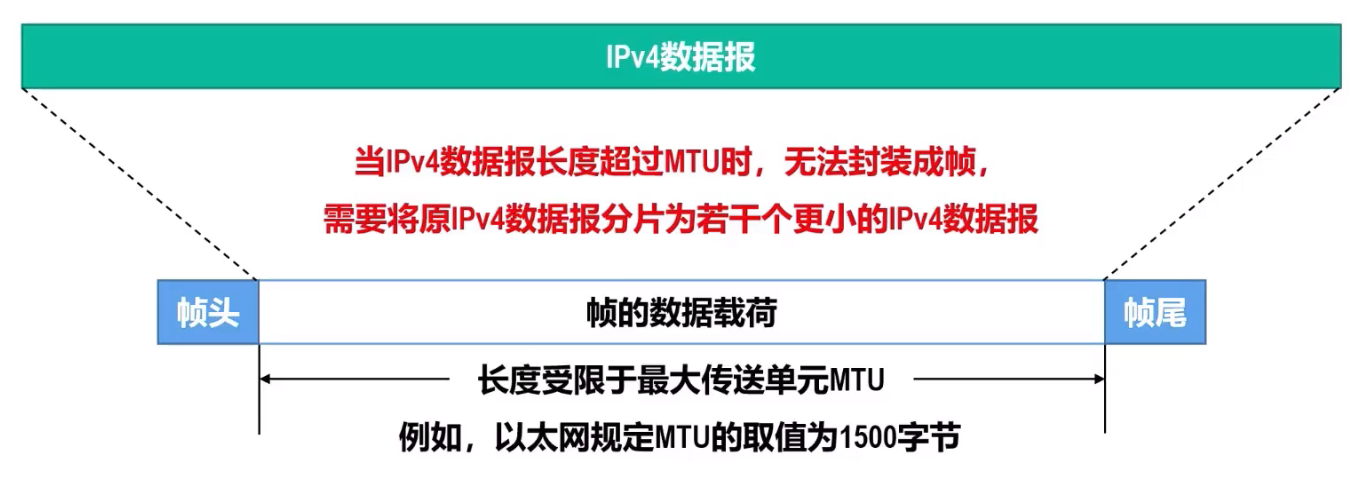 IPv4数据报
当IPv4数据报长度超过MTU时，无法封装成帧，
需要将原IPv4数据报分片为若干个更小的IPv4数据报
帧头
帧的数据载荷
帧尾
长度受限于最大传送单元MTU
例如，以太网规定MTU的取值为1500字节